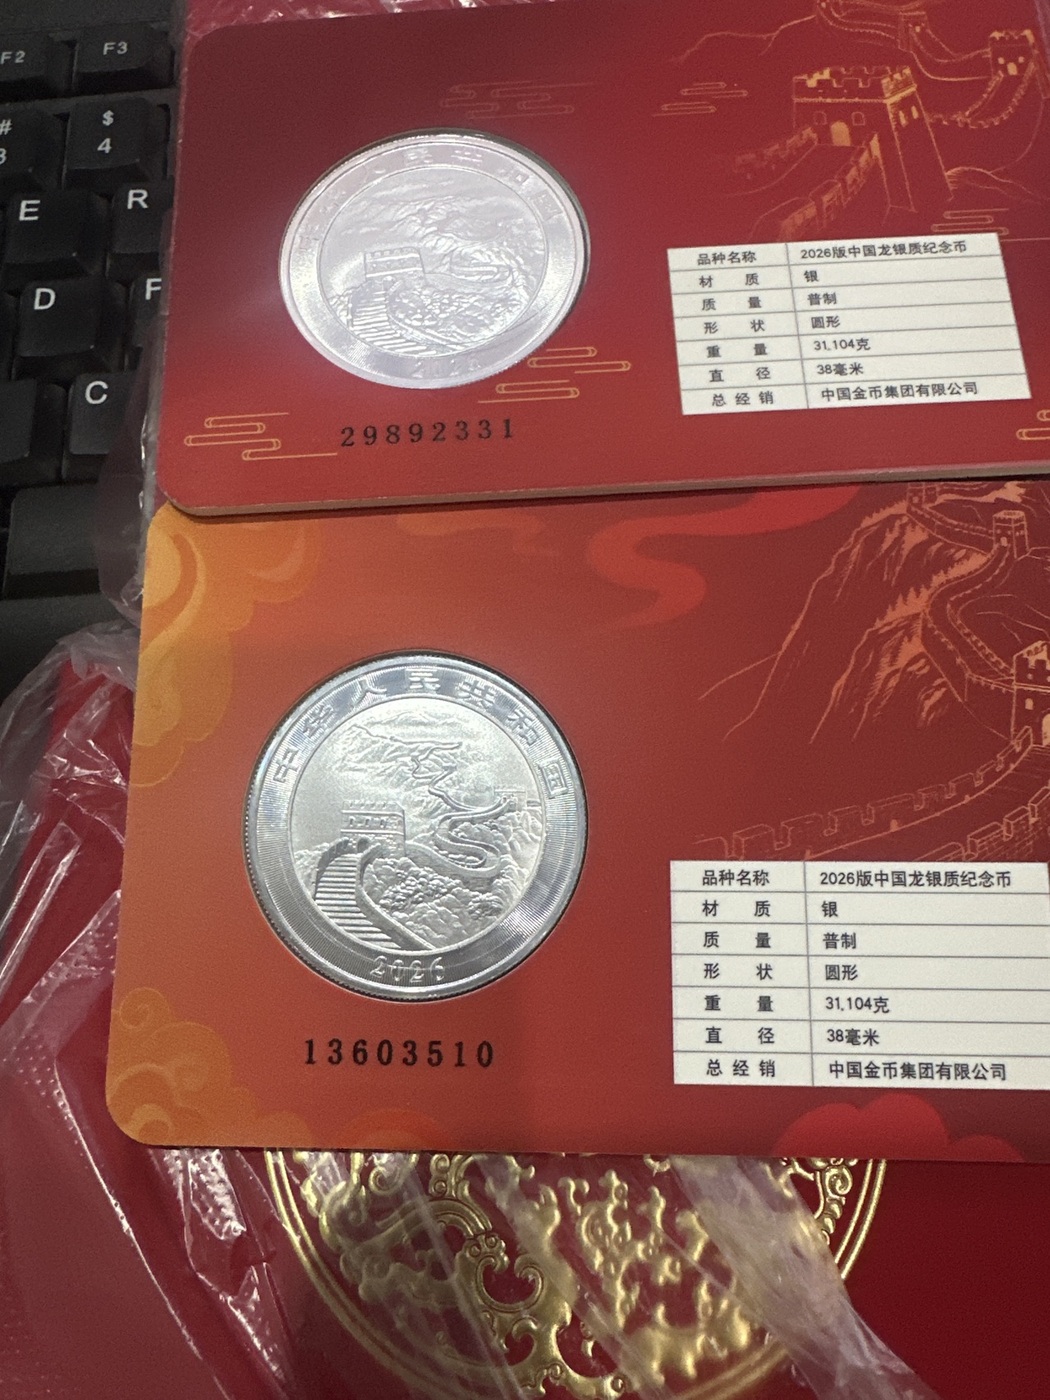 F2
F3
#
3
$
4
E
R
D
F
C
中华人民共和国
2026
品种名称 2026版中国龙银质纪念币
材 质 银
质 量 普制
形 状 圆形
重 量 31.104克
直 径 38毫米
总 经 销 中国金币集团有限公司
29892331
中华人民共和国
2026
品种名称 2026版中国龙银质纪念币
材 质 银
质 量 普制
形 状 圆形
重 量 31.104克
直 径 38毫米
总 经 销 中国金币集团有限公司
13603510